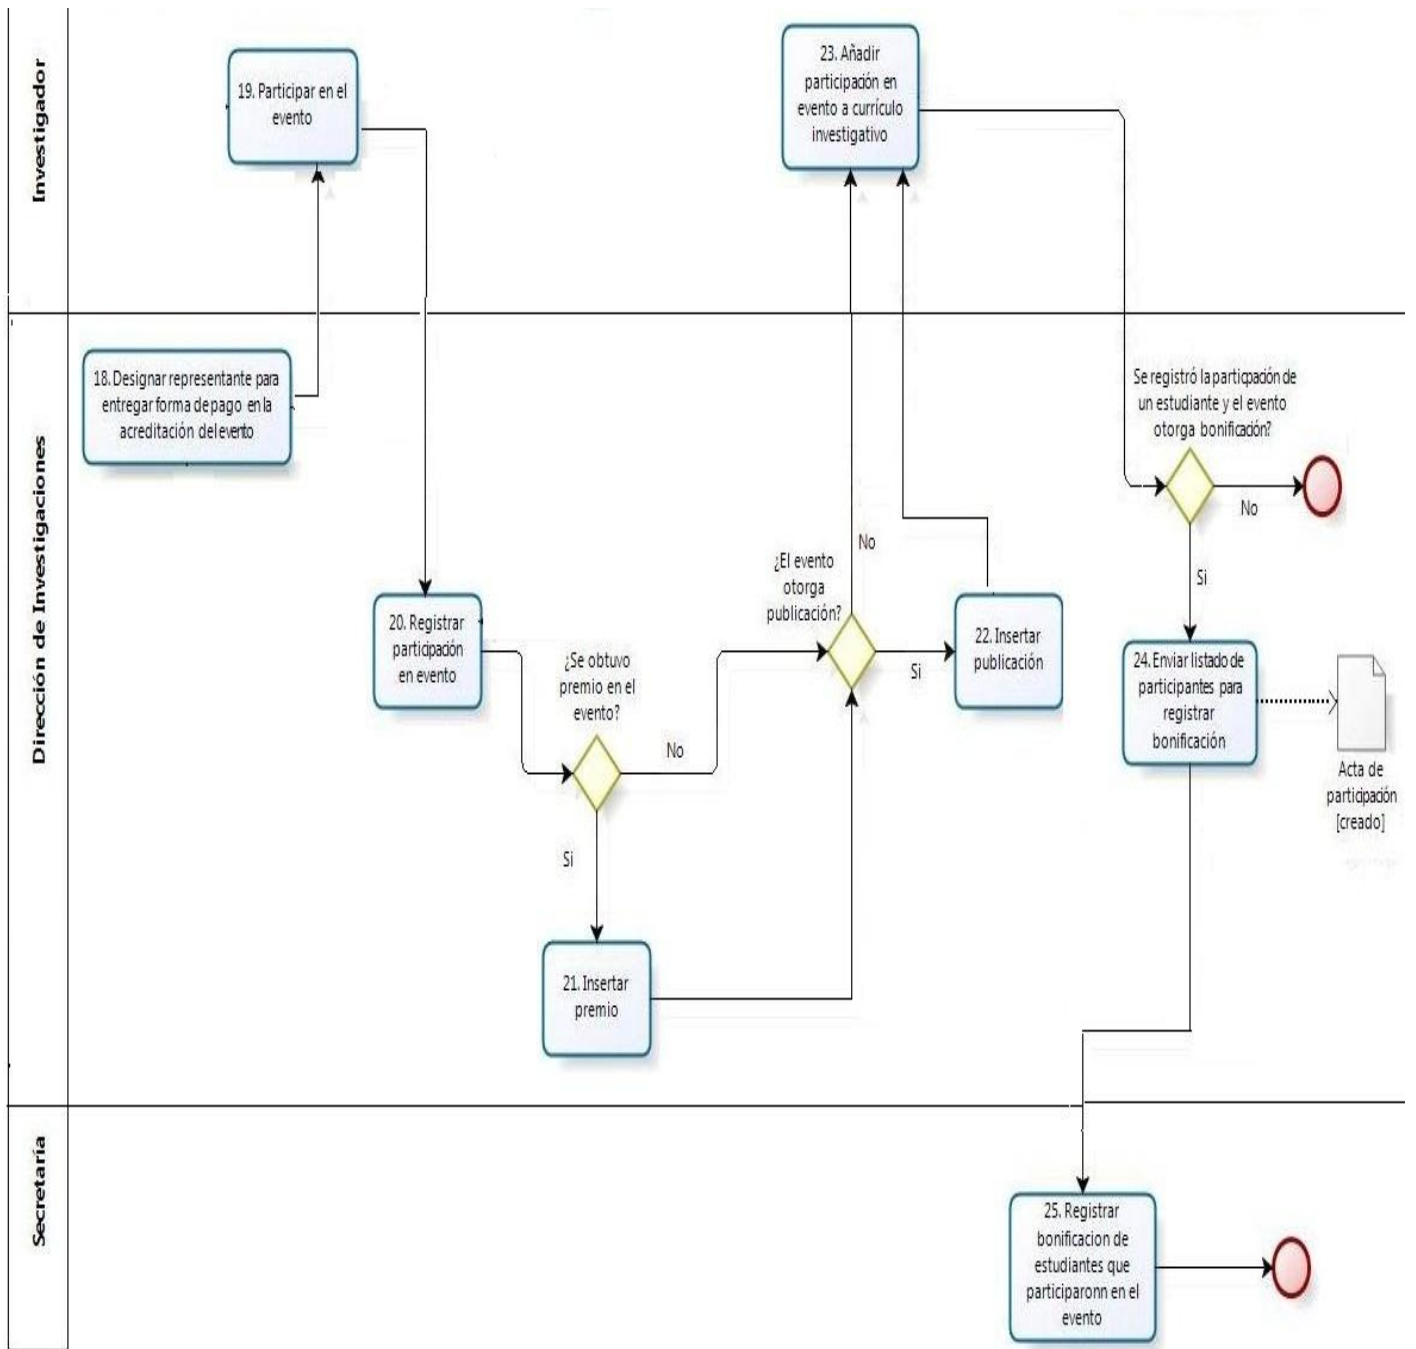 Investigador
19. Participar en el
evento
23. Añadir
participación en
evento a currículo
investigativo
Dirección de Investigaciones
18. Designar representante para
entregar forma de pago en la
acreditación del evento
Se registró la particpación de
un estudiante y el evento
otorga bonificación?
No
Si
¿El evento
otorga
publicación?
No
Si
20. Registrar
participación
en evento
¿Se obtuvo
premio en el
evento?
No
Si
22. Insertar
publicación
24. Enviar listado de
participantes para
registrar
bonificación
Acta de
participación
[creado]
21. Insertar
premio
Secretaría
25. Registrar
bonificacion de
estudiantes que
participaronn en el
evento